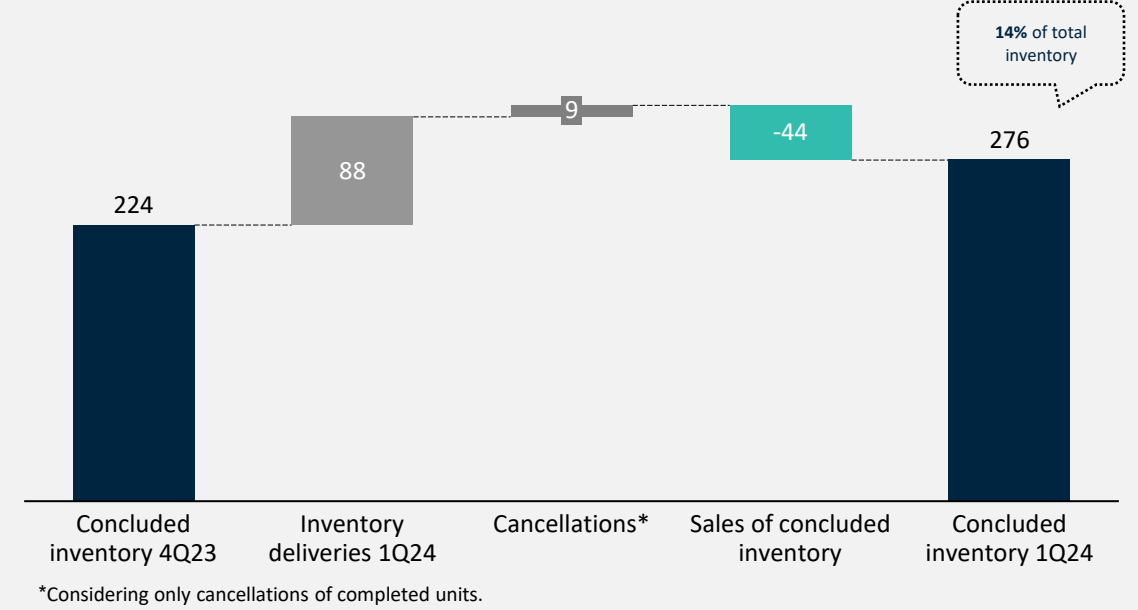 14% of total
inventory
9
-44
276
88
224
Concluded
inventory 4Q23
Inventory
deliveries 1Q24
Cancellations*
Sales of concluded
inventory
Concluded
inventory 1Q24
*Considering only cancellations of completed units.